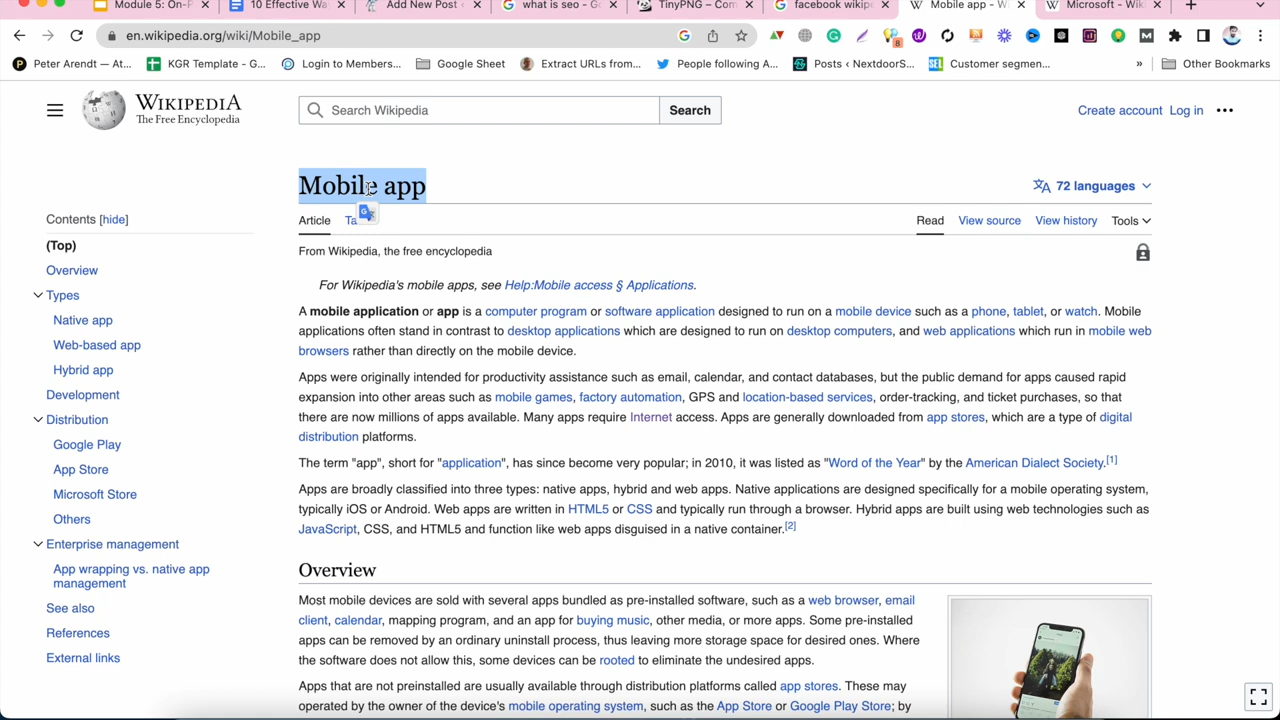 Module 5: On-P
10 Effective Wa
Add New Post ‹
what is seo - Go
TinyPNG – Com
facebook wikipe
Mobile app - Wi
Microsoft - Wiki
en.wikipedia.org/wiki/Mobile_app
8
Peter Arendt — At...
KGR Template - G...
Login to Members...
Google Sheet
Extract URLs from...
People following A...
Posts ‹ NextdoorS...
Customer segmen...
»
Other Bookmarks
WIKIPEDIA
The Free Encyclopedia
Search Wikipedia
Search
Create account Log in
Mobile app
72 languages
Contents [hide]
(Top)
Overview
Types
Native app
Web-based app
Hybrid app
Development
Distribution
Google Play
App Store
Microsoft Store
Others
Enterprise management
App wrapping vs. native app
management
See also
References
External links
Article Ta
Read View source View history Tools
From Wikipedia, the free encyclopedia
For Wikipedia's mobile apps, see Help:Mobile access § Applications.
A mobile application or app is a computer program or software application designed to run on a mobile device such as a phone, tablet, or watch. Mobile
applications often stand in contrast to desktop applications which are designed to run on desktop computers, and web applications which run in mobile web
browsers rather than directly on the mobile device.
Apps were originally intended for productivity assistance such as email, calendar, and contact databases, but the public demand for apps caused rapid
expansion into other areas such as mobile games, factory automation, GPS and location-based services, order-tracking, and ticket purchases, so that
there are now millions of apps available. Many apps require Internet access. Apps are generally downloaded from app stores, which are a type of digital
distribution platforms.
The term "app", short for "application", has since become very popular; in 2010, it was listed as "Word of the Year" by the American Dialect Society.[1]
Apps are broadly classified into three types: native apps, hybrid and web apps. Native applications are designed specifically for a mobile operating system,
typically iOS or Android. Web apps are written in HTML5 or CSS and typically run through a browser. Hybrid apps are built using web technologies such as
JavaScript, CSS, and HTML5 and function like web apps disguised in a native container.[2]
Overview
Most mobile devices are sold with several apps bundled as pre-installed software, such as a web browser, email
client, calendar, mapping program, and an app for buying music, other media, or more apps. Some pre-installed
apps can be removed by an ordinary uninstall process, thus leaving more storage space for desired ones. Where
the software does not allow this, some devices can be rooted to eliminate the undesired apps.
Apps that are not preinstalled are usually available through distribution platforms called app stores. These may
operated by the owner of the device's mobile operating system, such as the App Store or Google Play Store; by